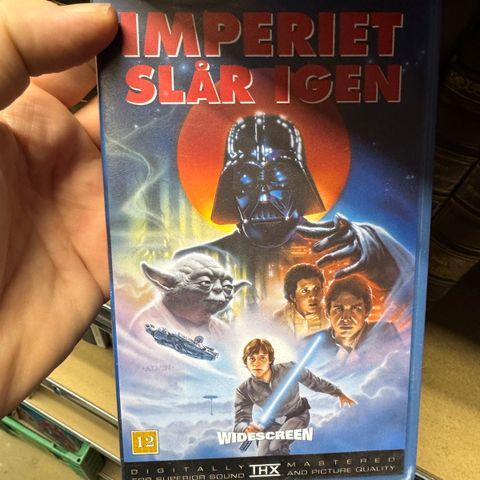 IMPERIET
SLÅR IGEN
12
WIDESCREEN
DIGITALLY THX MASTERED
FOR SUPERIOR SOUND AND PICTURE QUALITY